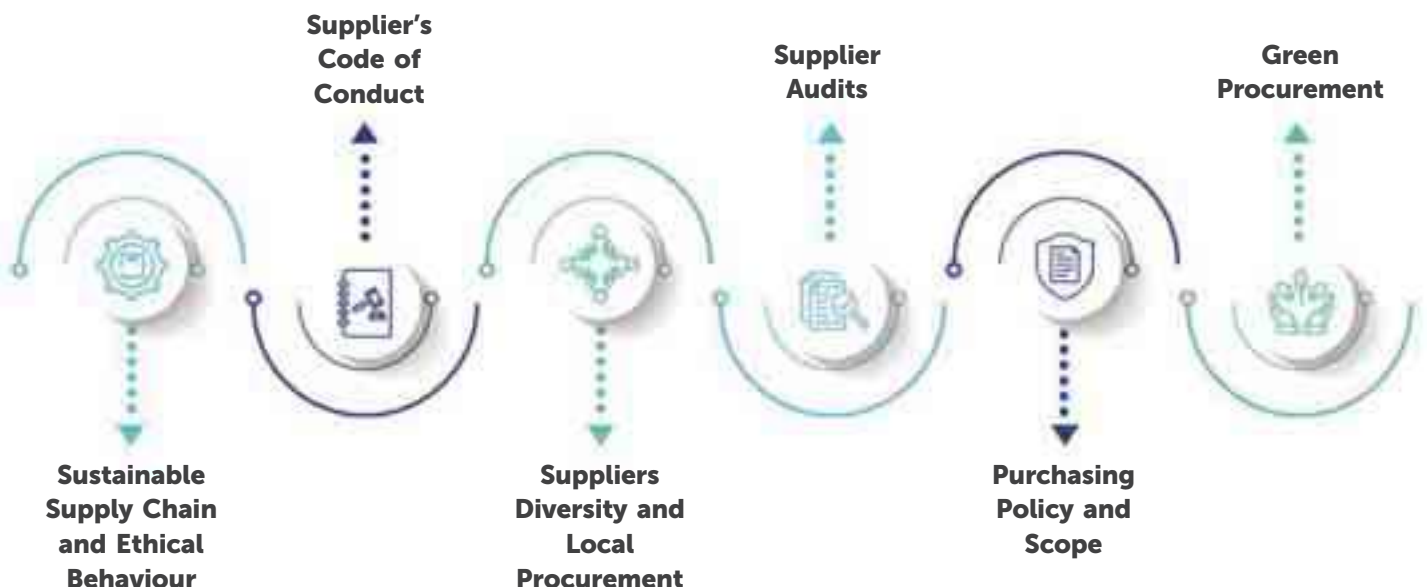 Supplier's
Code of
Conduct
Supplier
Audits
Green
Procurement
Sustainable
Supply Chain
and Ethical
Behaviour
Suppliers
Diversity and
Local
Procurement
Purchasing
Policy and
Scope